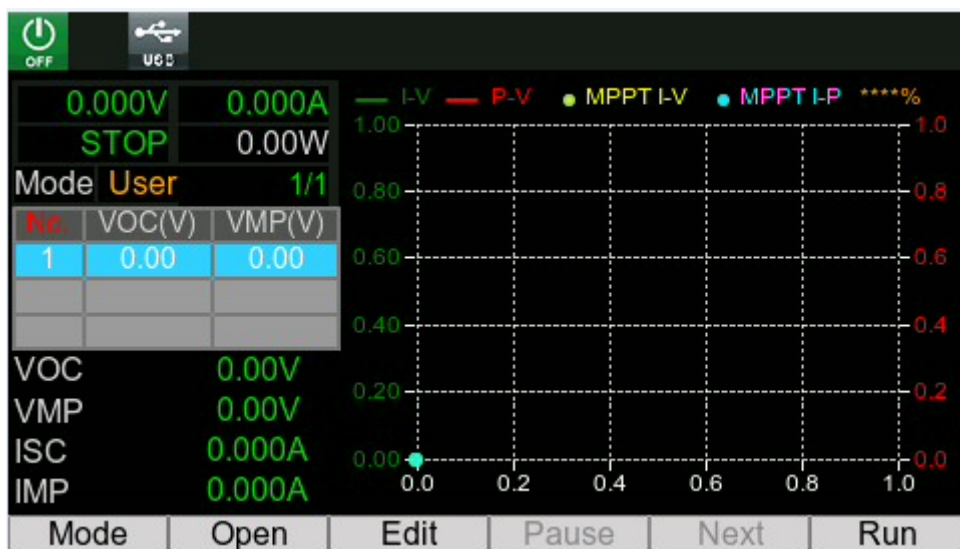 OFF
USB
0.000V 0.000A
STOP 0.00W
Mode User 1/1
No. VOC(V) VMP(V)
1 0.00 0.00
VOC 0.00V
VMP 0.00V
ISC 0.000A
IMP 0.000A
I-V P-V MPPT I-V MPPT I-P ****%
1.00 1.0
0.80 0.8
0.60 0.6
0.40 0.4
0.20 0.2
0.00 0.0
0.0 0.2 0.4 0.6 0.8 1.0
Mode Open Edit Pause Next Run